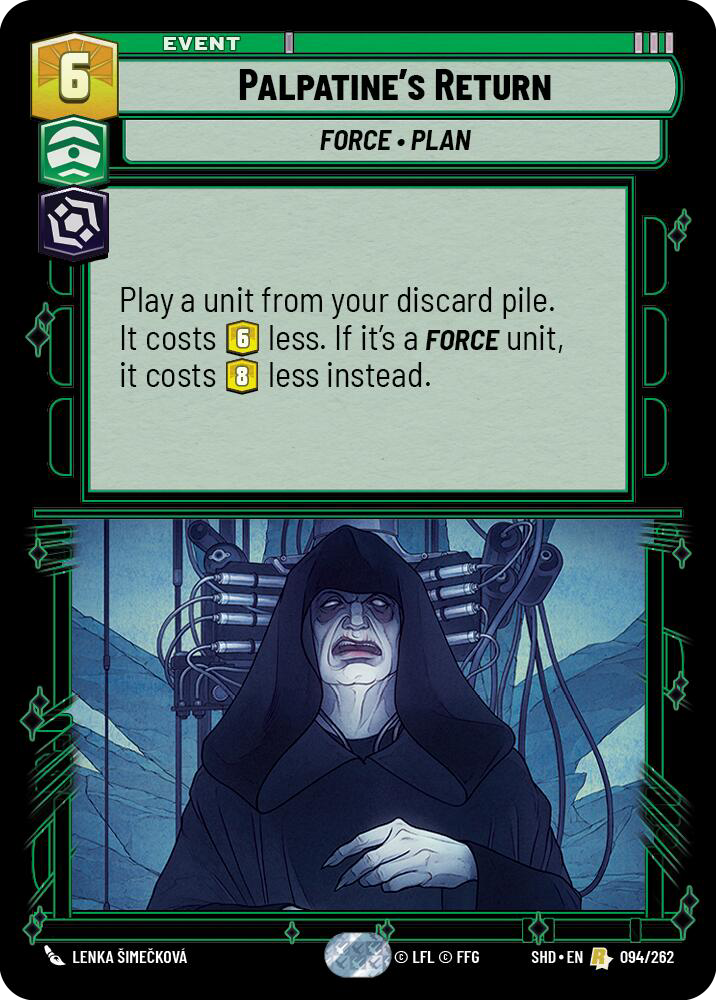 EVENT
6
PALPATINE'S RETURN
FORCE • PLAN
Play a unit from your discard pile.
It costs 6 less. If it's a FORCE unit,
it costs 8 less instead.
LENKA ŠIMEČKOVÁ
© LFL © FFG
SHD • EN R 094/262